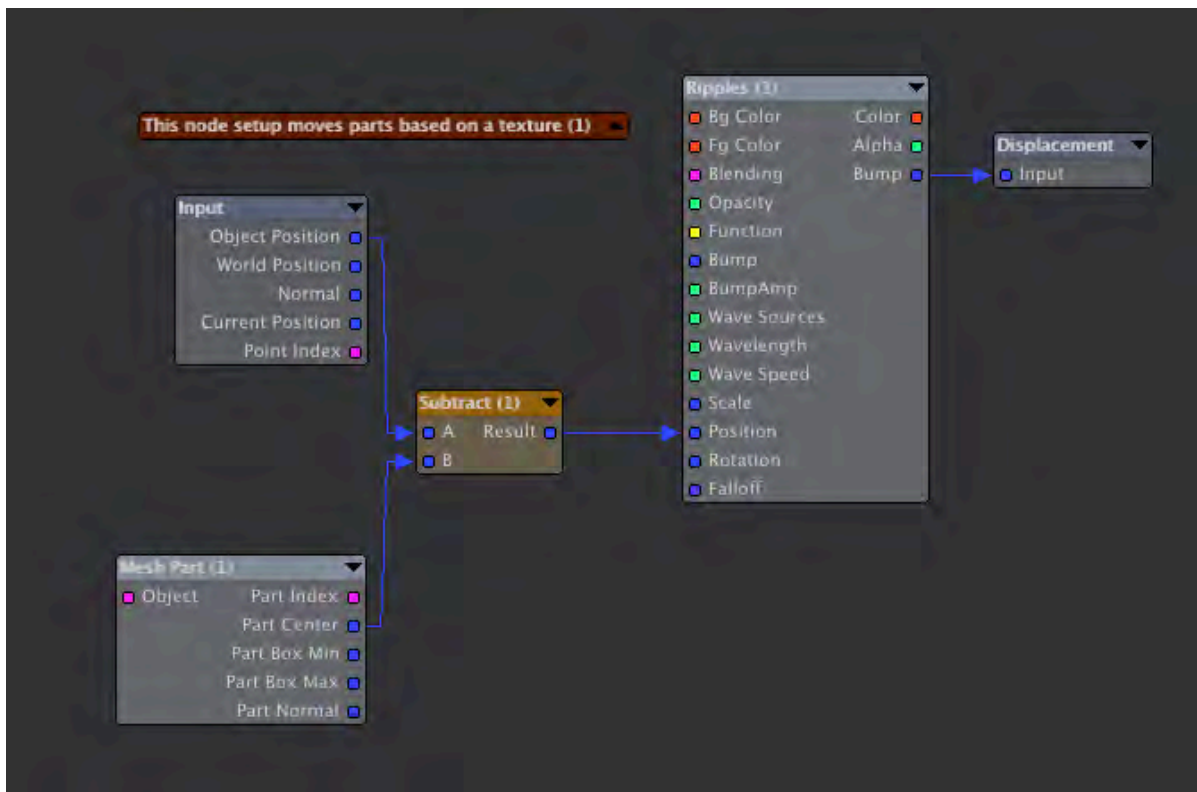 This node setup moves parts based on a texture (1)
Input
Object Position
World Position
Normal
Current Position
Point Index
Mesh Part (1)
Object Part Index
Part Center
Part Box Min
Part Box Max
Part Normal
Subtract (1)
A Result
B
Ripples (1)
Bg Color Color
Fg Color Alpha
Blending Bump
Opacity
Function
Bump
BumpAmp
Wave Sources
Wavelength
Wave Speed
Scale
Position
Rotation
Falloff
Displacement
Input